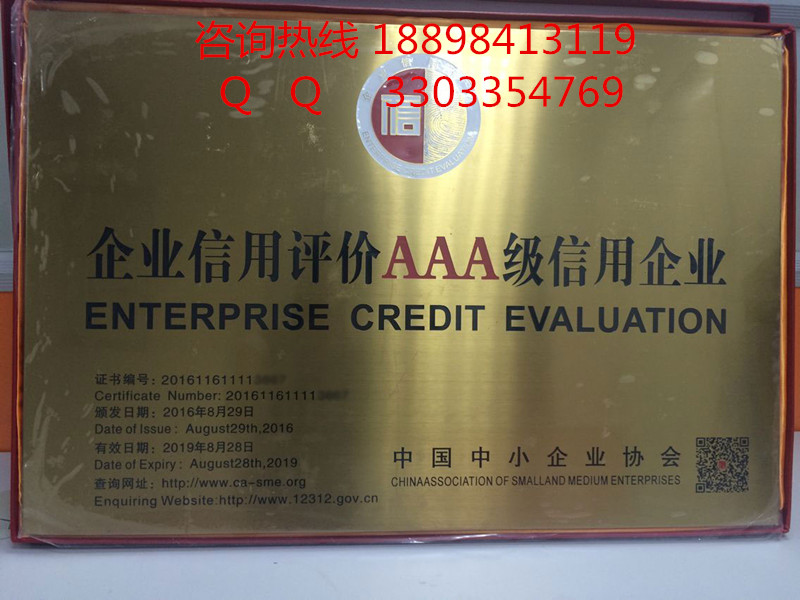 咨询热线 18898413119
Q Q 3303354769
信
ENTERPRISE CREDIT EVALUATION
企业信用评价AAA级信用企业
ENTERPRISE CREDIT EVALUATION
证书编号：20161161111
Certificate Number: 20161161111
颁发日期：2016年8月29日
Date of Issue : August29th,2016
有效日期：2019年8月28日
Date of Expiry : August28th,2019
查询网址：http://www.ca-sme.org
Enquiring Website:http://www.12312.gov.cn
中国中小企业协会
CHINAASSOCIATION OF SMALLAND MEDIUM ENTERPRISES